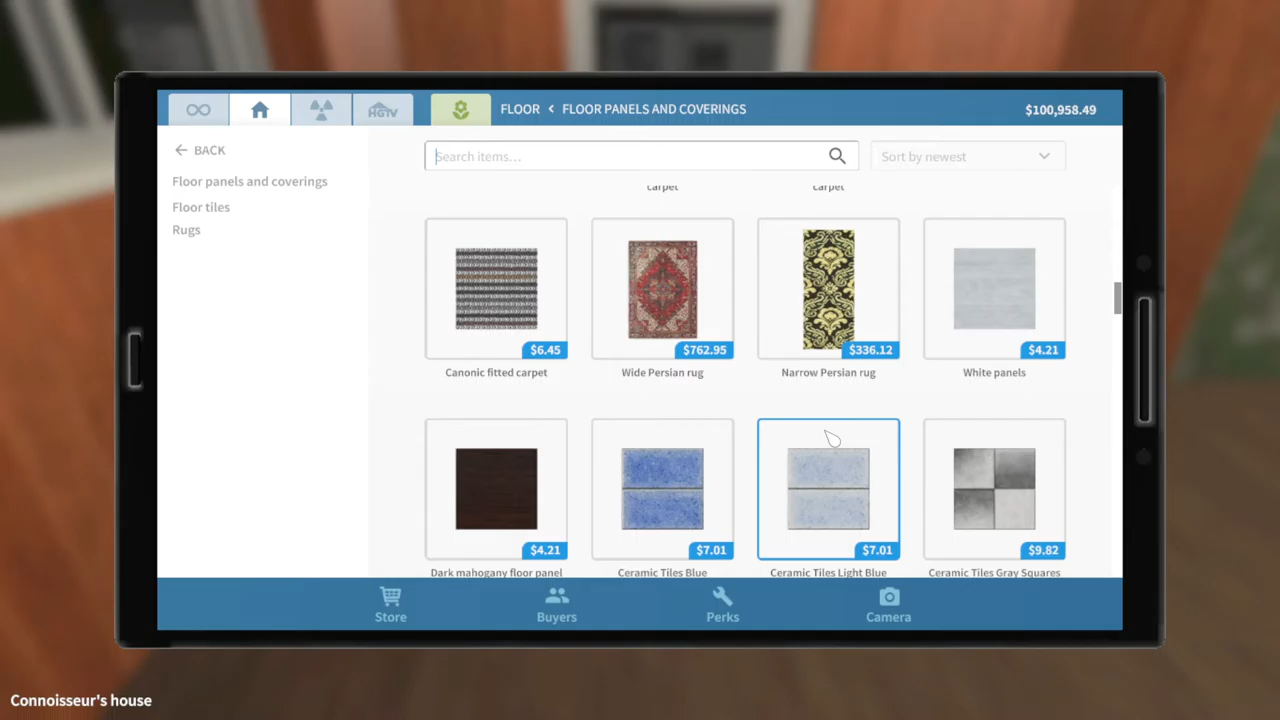 HGTV
FLOOR < FLOOR PANELS AND COVERINGS
$100,958.49
BACK
Search items...
Sort by newest
Floor panels and coverings
Floor tiles
Rugs
carpet
carpet
$6.45
$762.95
$336.12
$4.21
Canonic fitted carpet
Wide Persian rug
Narrow Persian rug
White panels
$4.21
$7.01
$7.01
$9.82
Dark mahogany floor panel
Ceramic Tiles Blue
Ceramic Tiles Light Blue
Ceramic Tiles Gray Squares
Store
Buyers
Perks
Camera
Connoisseur's house